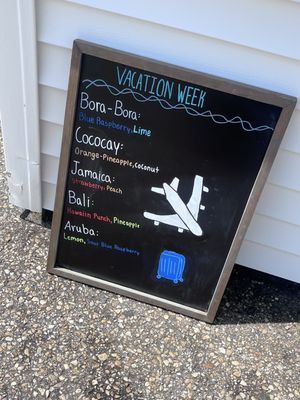 VACATION WEEK
Bora-Bora:
Blue Raspberry, Lime
Cococay:
Orange-Pineapple, coconut
Jamaica:
Strawberry, Peach
Bali:
Hawaiin Punch, Pineapple
Aruba:
Lemon, Sour Blue Raspberry